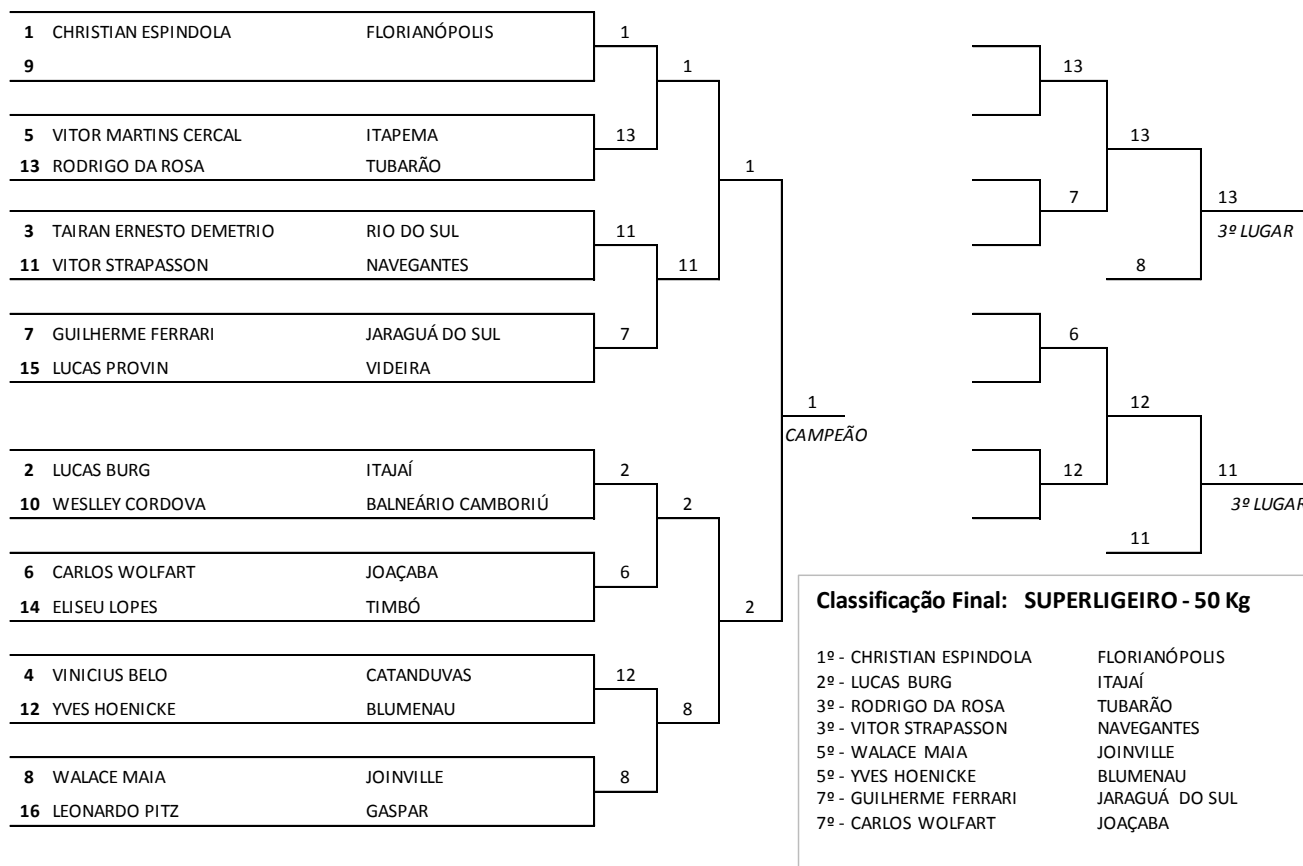 1 CHRISTIAN ESPINDOLA FLORIANÓPOLIS 1
9
1
13
5 VITOR MARTINS CERCAL ITAPEMA 13
13 RODRIGO DA ROSA TUBARÃO
13
1
7
13
3º LUGAR
3 TAIRAN ERNESTO DEMETRIO RIO DO SUL 11
11 VITOR STRAPASSON NAVEGANTES
11
8
7 GUILHERME FERRARI JARAGUÁ DO SUL 7
15 LUCAS PROVIN VIDEIRA
6
1
CAMPEÃO
12
2 LUCAS BURG ITAJAÍ 2
10 WESLLEY CORDOVA BALNEÁRIO CAMBORIÚ
2
12
11
3º LUGAR
11
6 CARLOS WOLFART JOAÇABA 6
14 ELISEU LOPES TIMBÓ
2
4 VINICIUS BELO CATANDUVAS 12
12 YVES HOENICKE BLUMENAU
8
8 WALACE MAIA JOINVILLE 8
16 LEONARDO PITZ GASPAR
Classificação Final: SUPERLIGEIRO - 50 Kg
1º - CHRISTIAN ESPINDOLA FLORIANÓPOLIS
2º - LUCAS BURG ITAJAÍ
3º - RODRIGO DA ROSA TUBARÃO
3º - VITOR STRAPASSON NAVEGANTES
5º - WALACE MAIA JOINVILLE
5º - YVES HOENICKE BLUMENAU
7º - GUILHERME FERRARI JARAGUÁ DO SUL
7º - CARLOS WOLFART JOAÇABA